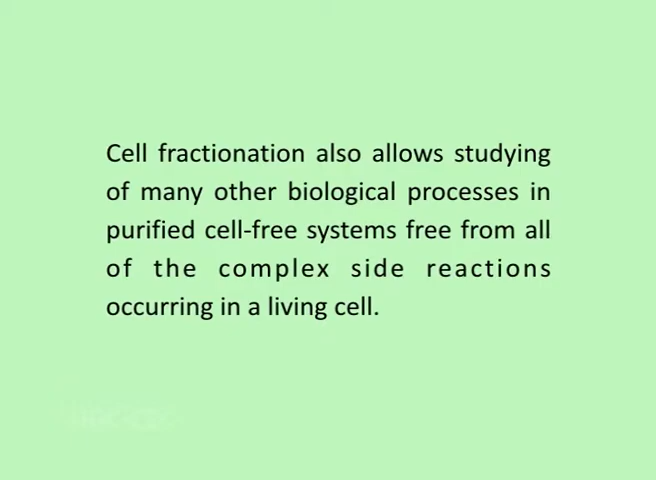 Cell fractionation also allows studying
of many other biological processes in
purified cell-free systems free from all
of the complex side reactions
occurring in a living cell.